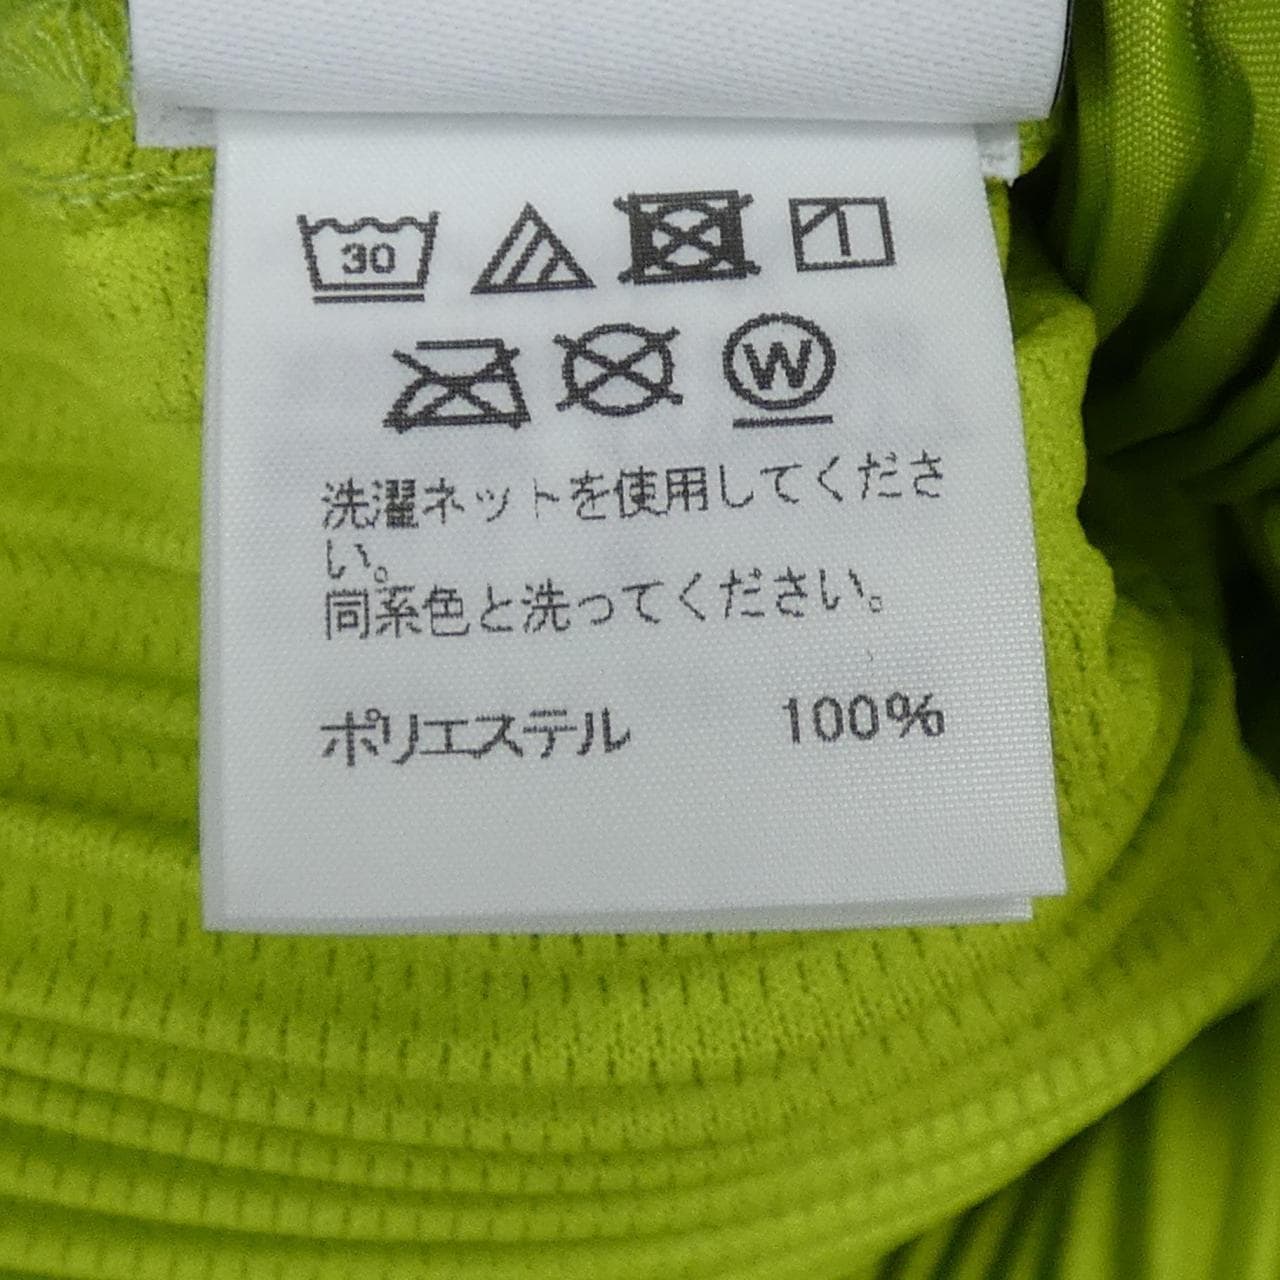 30
W
洗濯ネットを使用してくださ
い。
同系色と洗ってください。
ポリエステル 100%